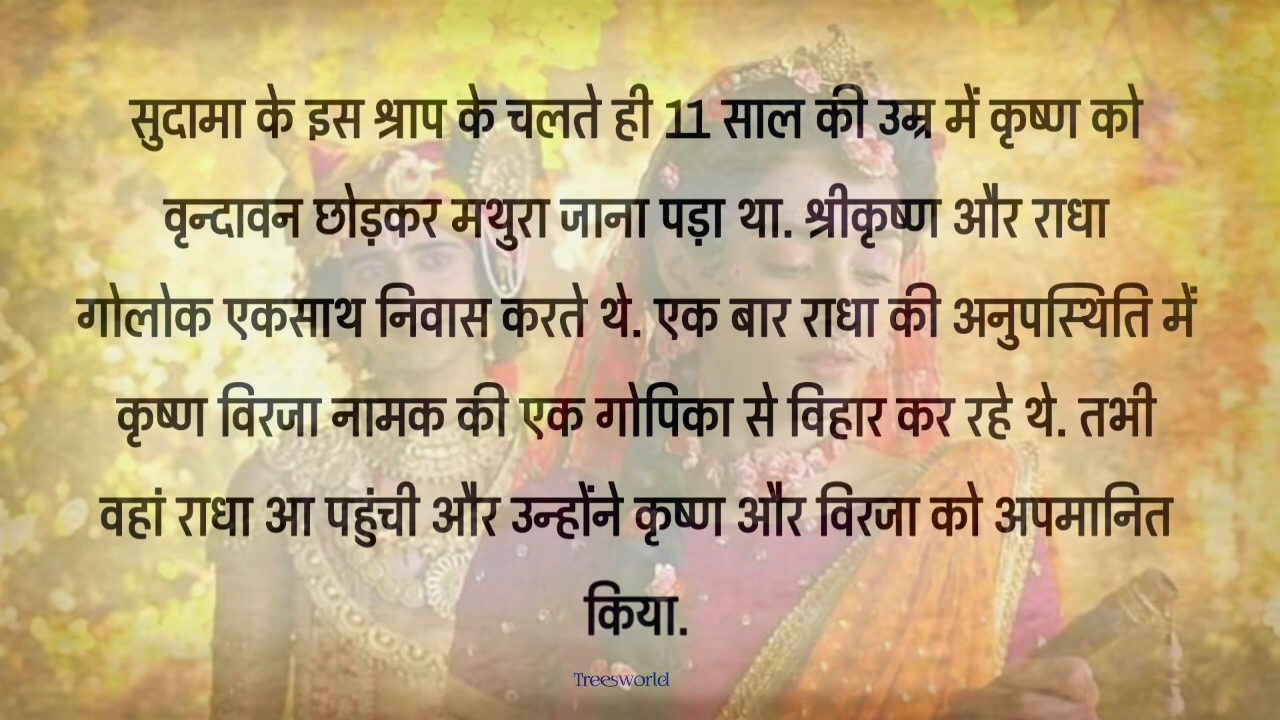 सुदामा के इस श्राप के चलते ही 11 साल की उम्र में कृष्ण को
वृन्दावन छोड़कर मथुरा जाना पड़ा था. श्रीकृष्ण और राधा
गोलोक एकसाथ निवास करते थे. एक बार राधा की अनुपस्थिति में
कृष्ण विरजा नामक की एक गोपिका से विहार कर रहे थे. तभी
वहां राधा आ पहुंची और उन्होंने कृष्ण और विरजा को अपमानित
किया.
Treesworld